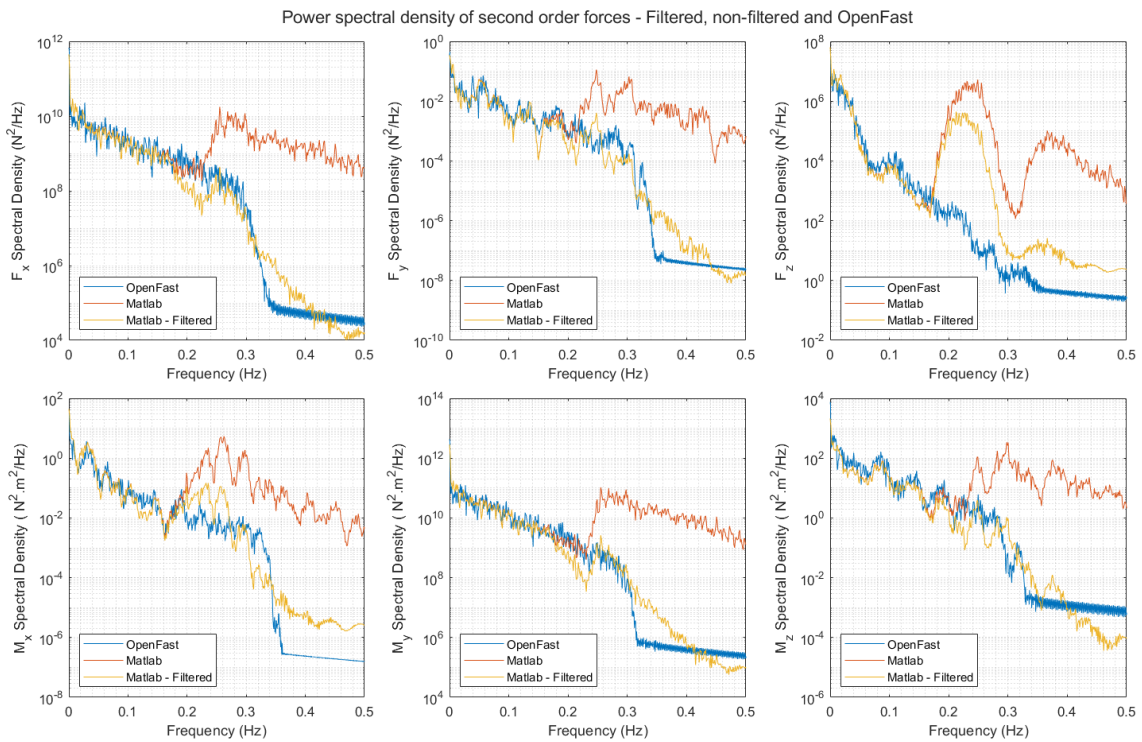 Power spectral density of second order forces - Filtered, non-filtered and OpenFast
F_x Spectral Density (N^2/Hz)
10^12
10^10
10^8
10^6
10^4
0 0.1 0.2 0.3 0.4 0.5
Frequency (Hz)
OpenFast
Matlab
Matlab - Filtered
F_y Spectral Density (N^2/Hz)
10^0
10^-2
10^-4
10^-6
10^-8
10^-10
0 0.1 0.2 0.3 0.4 0.5
Frequency (Hz)
OpenFast
Matlab
Matlab - Filtered
F_z Spectral Density (N^2/Hz)
10^8
10^6
10^4
10^2
10^0
10^-2
0 0.1 0.2 0.3 0.4 0.5
Frequency (Hz)
OpenFast
Matlab
Matlab - Filtered
M_x Spectral Density ( N^2.m^2/Hz)
10^2
10^0
10^-2
10^-4
10^-6
10^-8
0 0.1 0.2 0.3 0.4 0.5
Frequency (Hz)
OpenFast
Matlab
Matlab - Filtered
M_y Spectral Density ( N^2.m^2/Hz)
10^14
10^12
10^10
10^8
10^6
10^4
0 0.1 0.2 0.3 0.4 0.5
Frequency (Hz)
OpenFast
Matlab
Matlab - Filtered
M_z Spectral Density ( N^2.m^2/Hz)
10^4
10^2
10^0
10^-2
10^-4
10^-6
0 0.1 0.2 0.3 0.4 0.5
Frequency (Hz)
OpenFast
Matlab
Matlab - Filtered